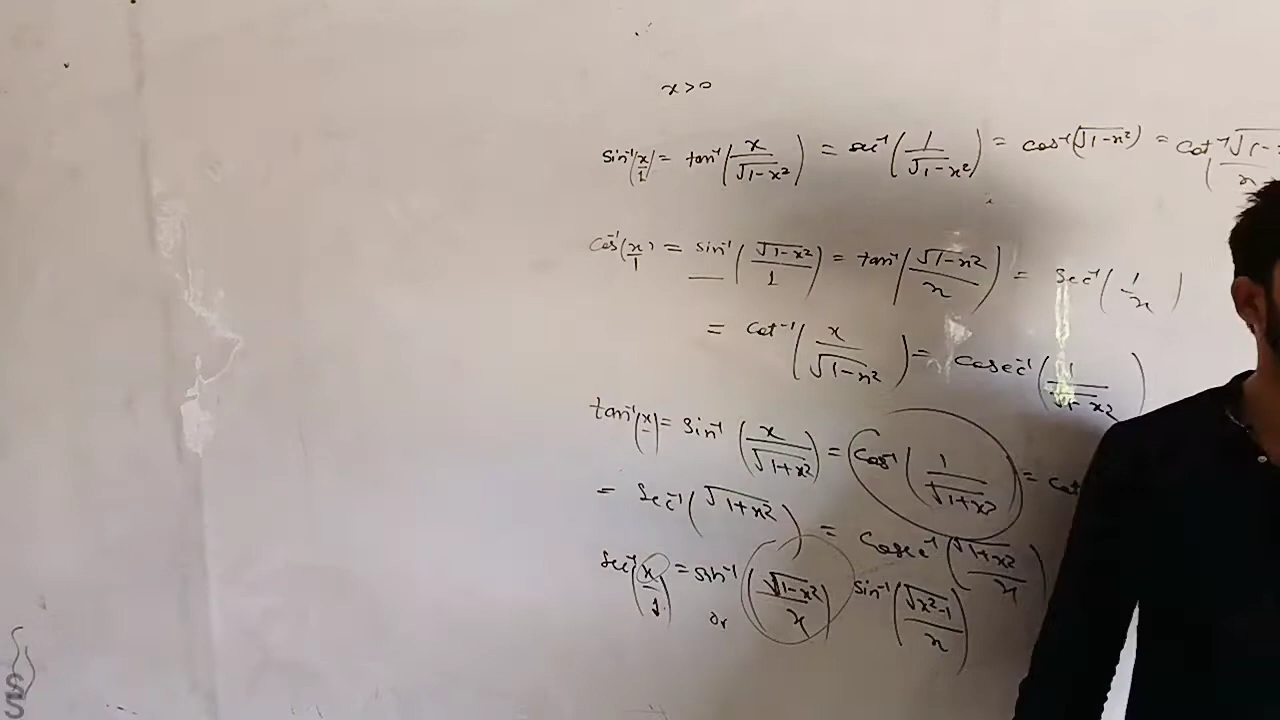 x>0
sin⁻¹(x/1) = tan⁻¹(x/√1-x²) = sec⁻¹(1/√1-x²) = cos⁻¹(√1-x²) = cot⁻¹(√1-
cos⁻¹(x/1) = sin⁻¹(√1-x²/1) = tan⁻¹(√1-x²/x) = sec⁻¹(1/x)
= cot⁻¹(x/√1-x²) = cosec⁻¹(1/√1-x²)
tan⁻¹(x) = sin⁻¹(x/√1+x²) = cos⁻¹(1/√1+x²) = cot
= sec⁻¹(√1+x²) = cosec⁻¹(√1+x²/x)
sec⁻¹(x/1) = sin⁻¹(√1-x²/x) sin⁻¹(√x²-1/x)
or